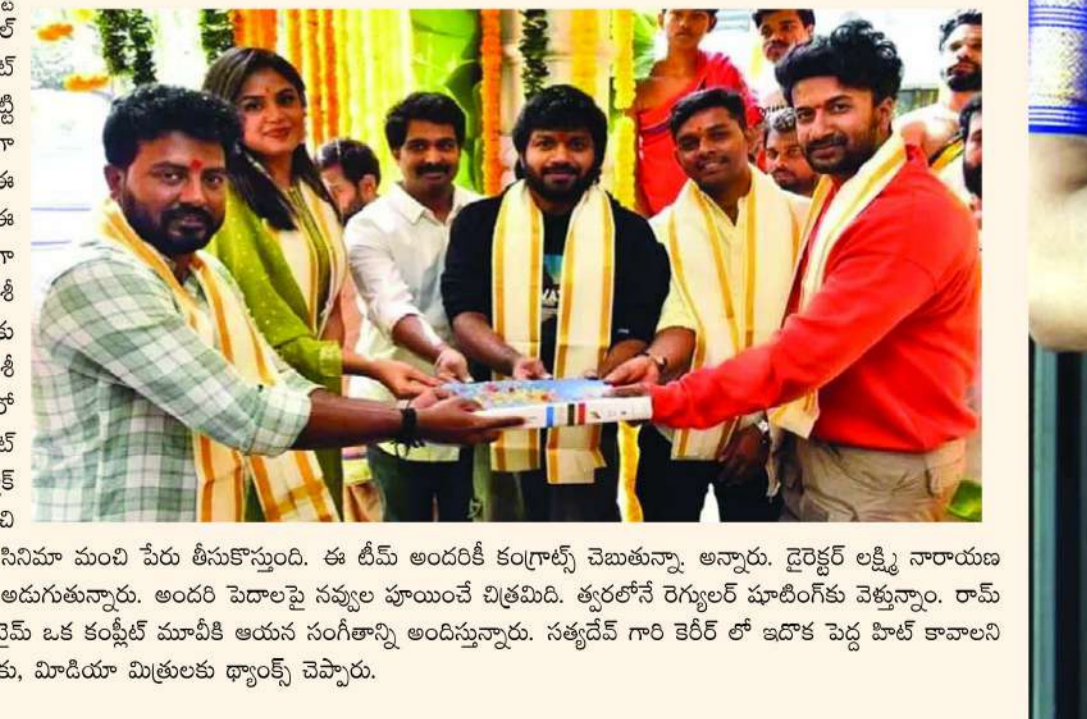 ట
ల్
ట్
ట్టి
గా
ఈ
ఈ
గా
శీ
కు
శీ
లో
ట్
క్
చి
సినిమా మంచి పేరు తీసుకొస్తుంది. ఈ టీమ్ అందరికీ కంగ్రాట్స్ చెబుతున్నా. అన్నారు. డైరెక్టర్ లక్ష్మి నారాయణ
అడుగుతున్నారు. అందరి పెదాలపై నవ్వుల పూయించే చిత్రమిది. త్వరలోనే రెగ్యులర్ షూటింగ్‌కు వెళ్తున్నాం. రామ్
టైమ్ ఒక కంప్లీట్ మూవీకి ఆయన సంగీతాన్ని అందిస్తున్నారు. సత్యదేవ్ గారి కెరీర్ లో ఇదొక పెద్ద హిట్ కావాలని
కు, మీడియా మిత్రులకు థ్యాంక్స్ చెప్పారు.